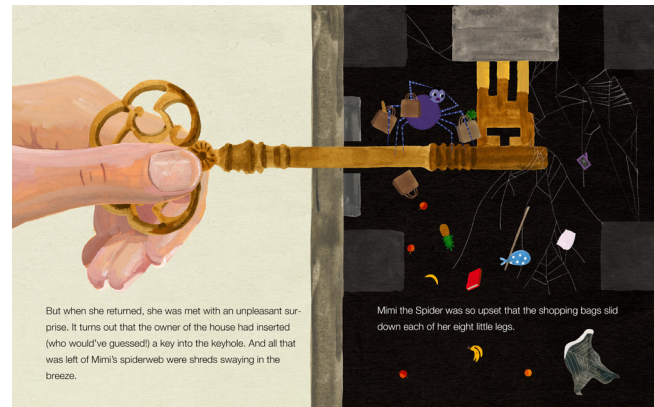 But when she returned, she was met with an unpleasant sur-
prise. It turns out that the owner of the house had inserted
(who would've guessed!) a key into the keyhole. And all that
was left of Mimi's spiderweb were shreds swaying in the
breeze.
Mimi the Spider was so upset that the shopping bags slid
down each of her eight little legs.